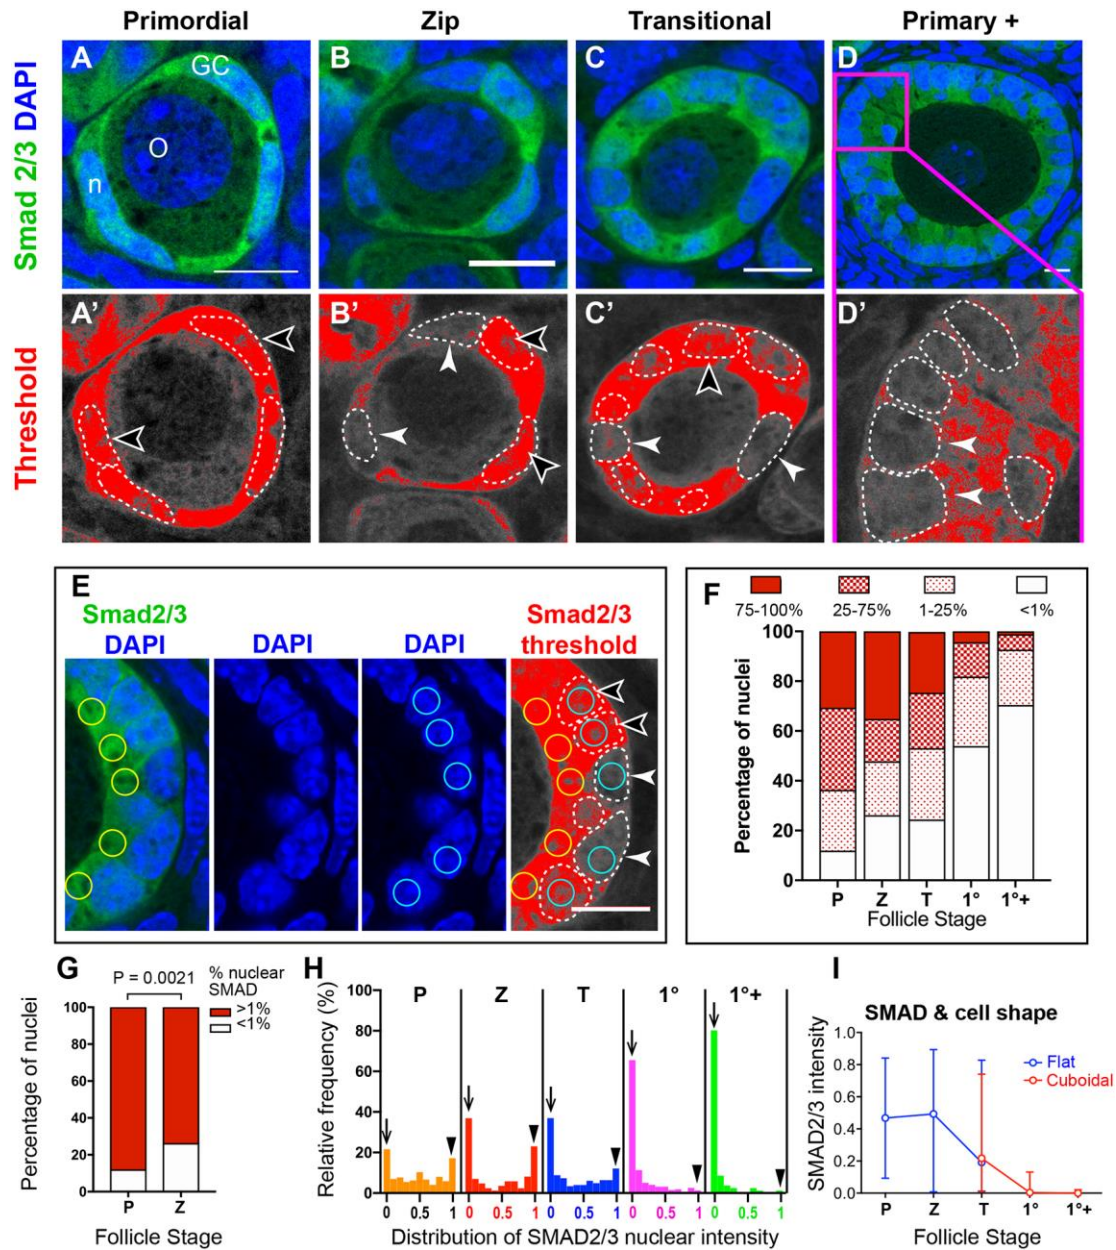 Primordial Zip Transitional Primary +
Smad 2/3 DAPI
A GC O n
B
C
D
Threshold
A'
B'
C'
D'
E
Smad2/3
DAPI
DAPI
DAPI
Smad2/3
threshold
F
75-100% 25-75% 1-25% <1%
Percentage of nuclei
100
80
60
40
20
0
P Z T 1° 1°+
Follicle Stage
G
P = 0.0021
% nuclear
SMAD
>1%
<1%
Percentage of nuclei
100
80
60
40
20
0
P Z
Follicle Stage
H
P Z T 1° 1°+
Relative frequency (%)
100
80
60
40
20
0
0 0.5 1 0 0.5 1 0 0.5 1 0 0.5 1 0 0.5 1
Distribution of SMAD2/3 nuclear intensity
I
SMAD & cell shape
Flat
Cuboidal
SMAD2/3 intensity
1.0
0.8
0.6
0.4
0.2
0.0
P Z T 1° 1°+
Follicle Stage